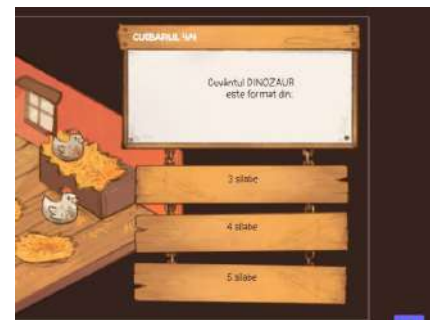 CUIBARUL 4/4
Cuvântul DINOZAUR
este format din:
3 silabe
4 silabe
5 silabe